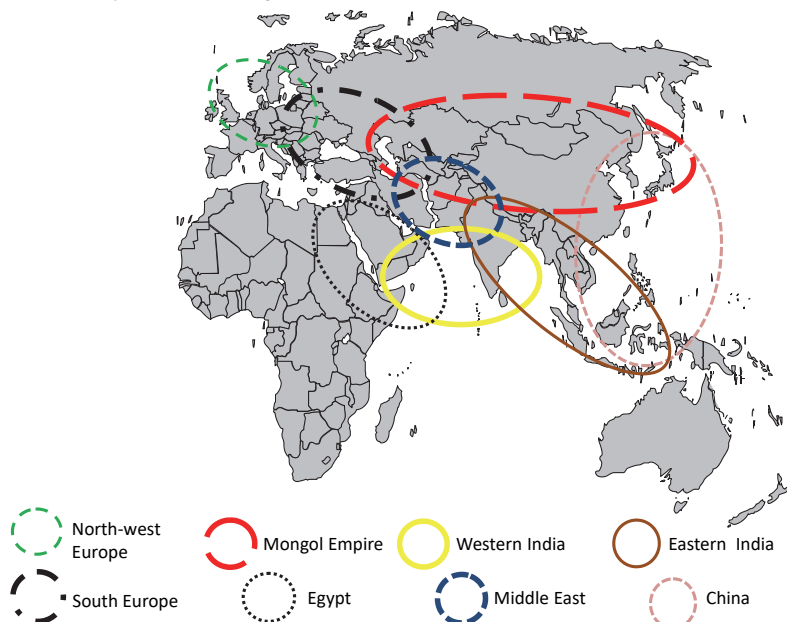 North-west
Europe
Mongol Empire
Western India
Eastern India
South Europe
Egypt
Middle East
China